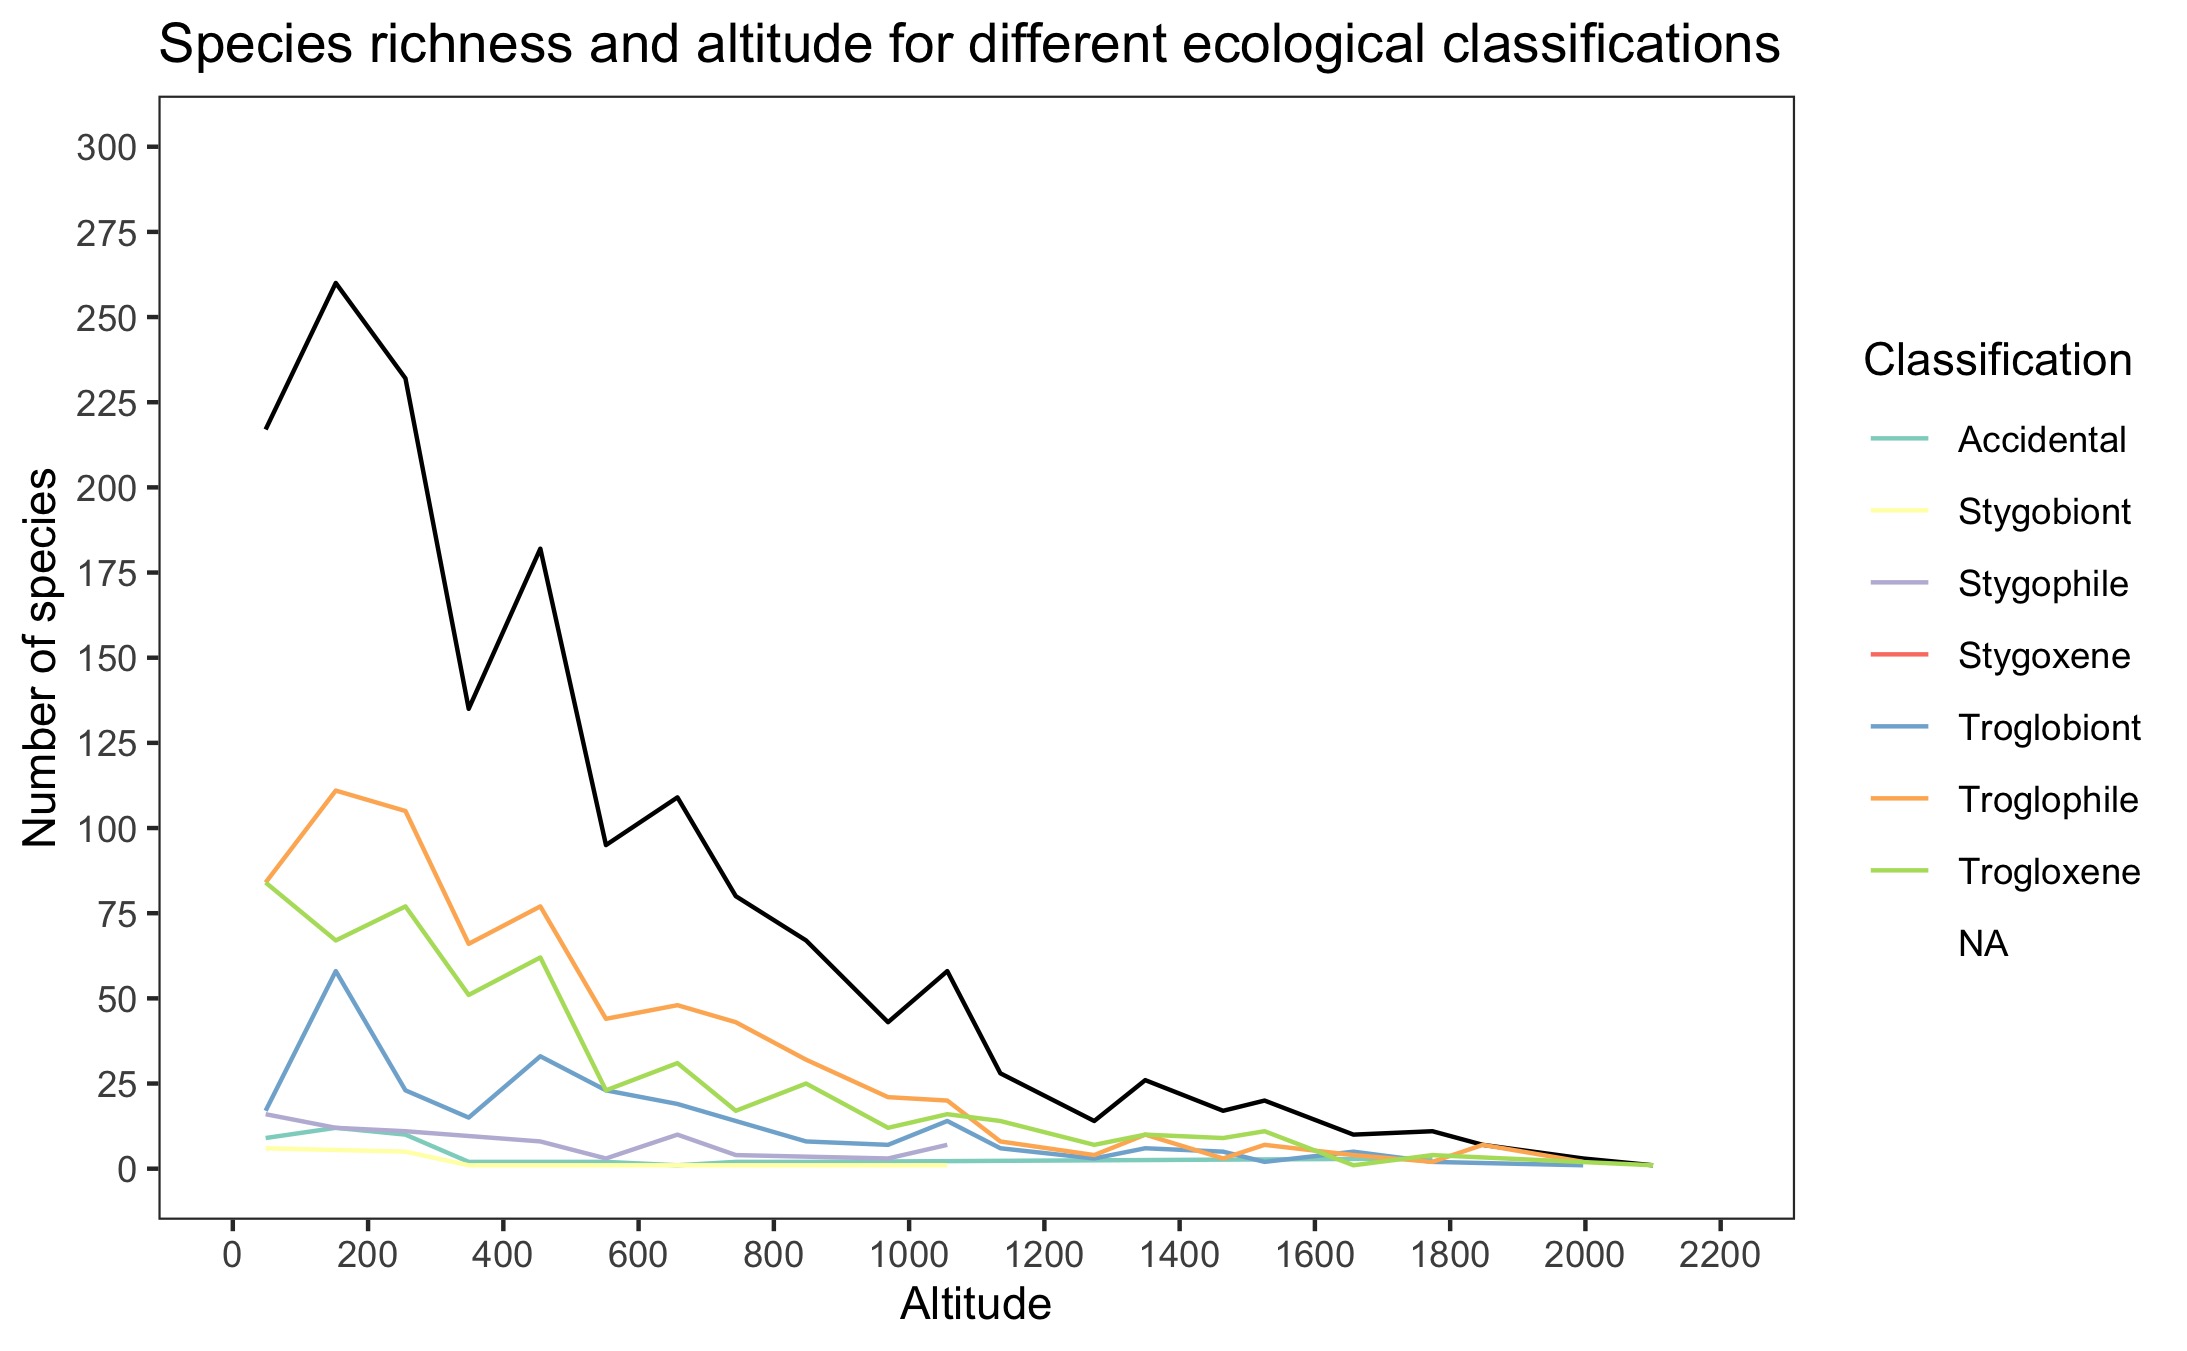 Species richness and altitude for different ecological classifications
300
275
250
225
200
175
150
125
100
75
50
25
0
Number of species
0 200 400 600 800 1000 1200 1400 1600 1800 2000 2200
Altitude
Classification
Accidental
Stygobiont
Stygophile
Stygoxene
Troglobiont
Troglophile
Trogloxene
NA